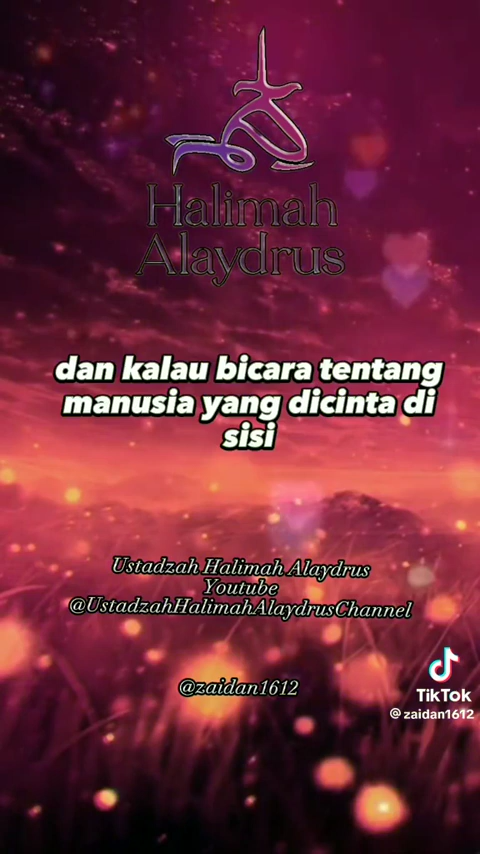 Halimah
Alaydrus
dan kalau bicara tentang
manusia yang dicinta di
sisi
Ustadzah Halimah Alaydrus
Youtube
@UstadzahHalimahAlaydrusChannel
@zaidan1612
TikTok
@zaidan1612